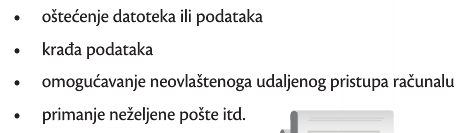 • oštećenje datoteka ili podataka
• krađa podataka
• omogućavanje neovlaštenoga udaljenog pristupa računalu
• primanje neželjene pošte itd.